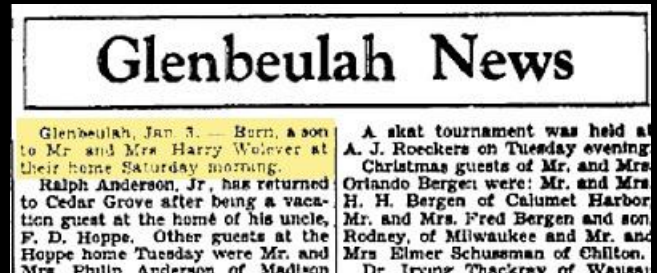 Glenbeulah News
Glenbeulah, Jan 3. — Born, a son
to Mr and Mrs Harry Wolever at
their home Saturday morning.
Ralph Anderson, Jr, has returned
to Cedar Grove after being a vaca-
tion guest at the home of his uncle,
F. D. Hoppe. Other guests at the
Hoppe home Tuesday were Mr. and
Mrs. Philip Anderson of Madison
A skat tournament was held at
A. J. Roeckers on Tuesday evening
Christmas guests of Mr. and Mrs
Orlando Bergen were: Mr. and Mrs
H. H. Bergen of Calumet Harbor
Mr. and Mrs. Fred Bergen and son
Rodney, of Milwaukee and Mr. and
Mrs Elmer Schussman of Chilton.
Dr. Irving Thackray of Wausau